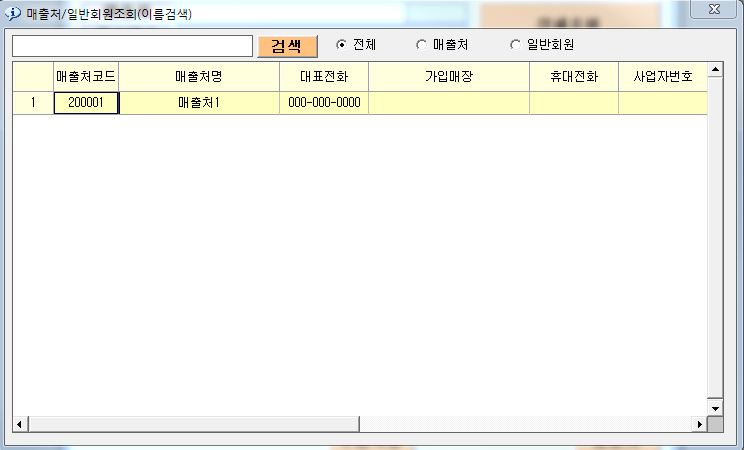 매출처/일반회원조회(이름검색)
검색 전체 매출처 일반회원
매출처코드 매출처명 대표전화 가입매장 휴대전화 사업자번호
1 200001 매출처1 000-000-0000